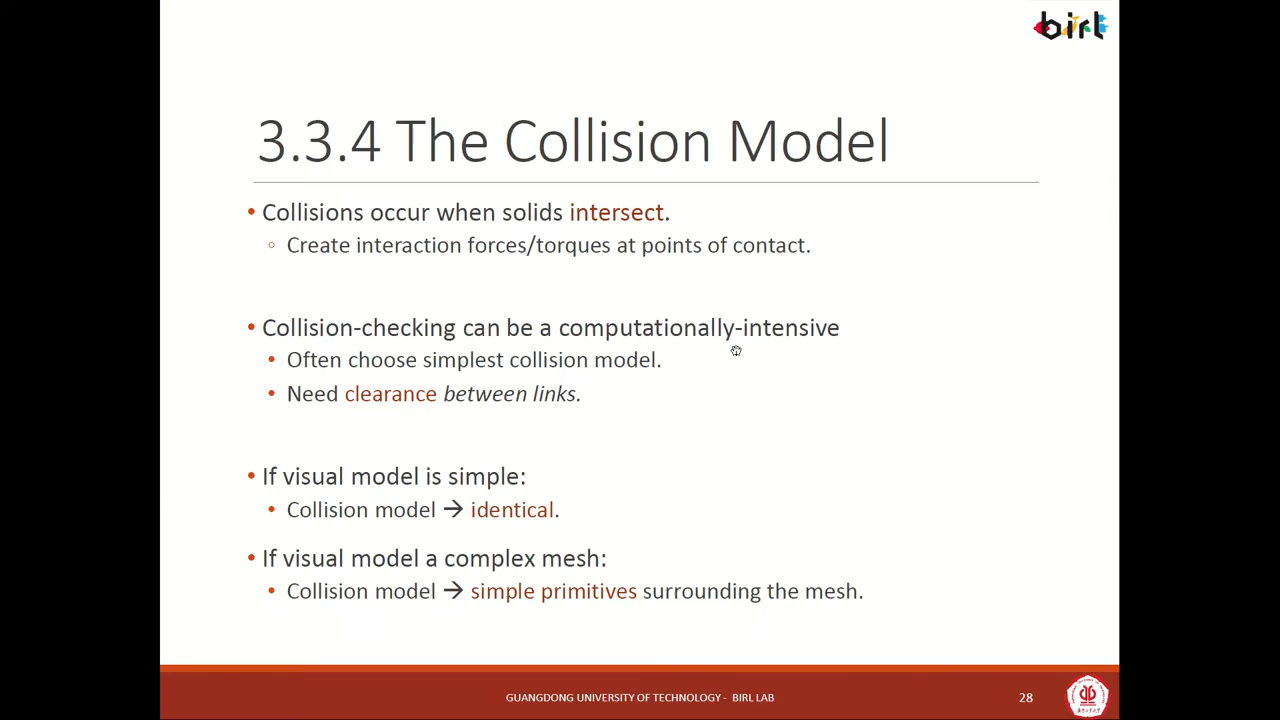 birl
3.3.4 The Collision Model
• Collisions occur when solids intersect.
◦ Create interaction forces/torques at points of contact.
• Collision-checking can be a computationally-intensive
• Often choose simplest collision model.
• Need clearance between links.
• If visual model is simple:
• Collision model → identical.
• If visual model a complex mesh:
• Collision model → simple primitives surrounding the mesh.
GUANGDONG UNIVERSITY OF TECHNOLOGY - BIRL LAB
28